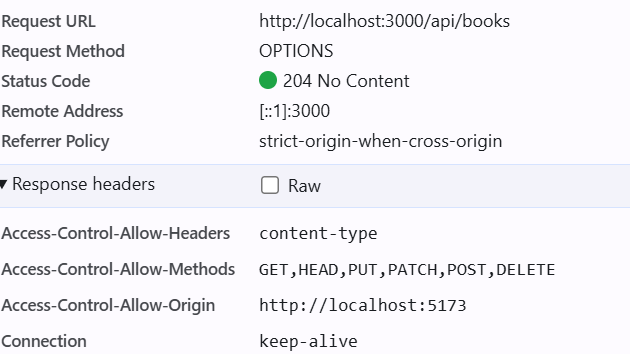 Request URL http://localhost:3000/api/books
Request Method OPTIONS
Status Code 204 No Content
Remote Address [::1]:3000
Referrer Policy strict-origin-when-cross-origin
Response headers Raw
Access-Control-Allow-Headers content-type
Access-Control-Allow-Methods GET,HEAD,PUT,PATCH,POST,DELETE
Access-Control-Allow-Origin http://localhost:5173
Connection keep-alive